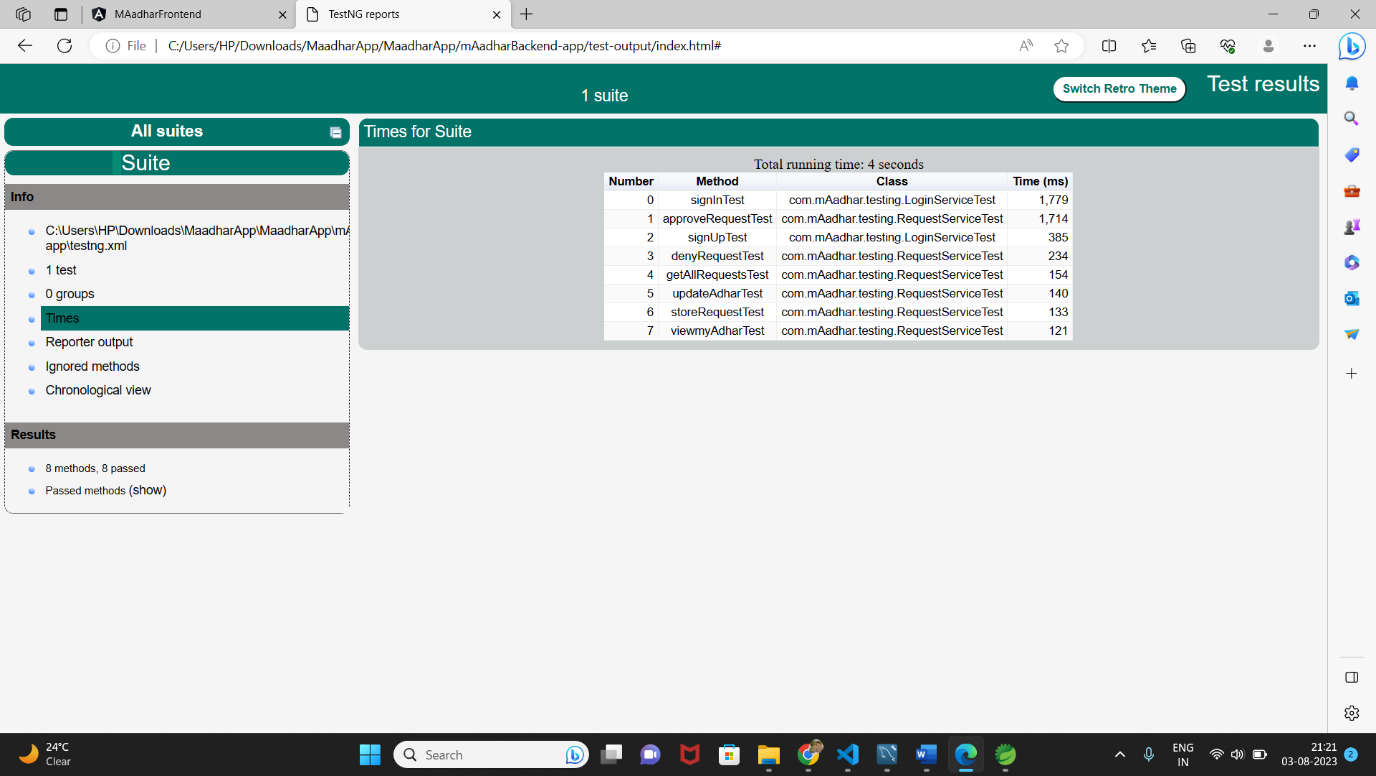 MAadharFrontend
TestNG reports
File
C:/Users/HP/Downloads/MaadharApp/MaadharApp/mAadharBackend-app/test-output/index.html#
1 suite
Switch Retro Theme
Test results
All suites
Suite
Info
C:\Users\HP\Downloads\MaadharApp\MaadharApp\mA
app\testng.xml
1 test
0 groups
Times
Reporter output
Ignored methods
Chronological view
Results
8 methods, 8 passed
Passed methods (show)
Times for Suite
Total running time: 4 seconds
Number Method Class Time (ms)
0 signInTest com.mAadhar.testing.LoginServiceTest 1,779
1 approveRequestTest com.mAadhar.testing.RequestServiceTest 1,714
2 signUpTest com.mAadhar.testing.LoginServiceTest 385
3 denyRequestTest com.mAadhar.testing.RequestServiceTest 234
4 getAllRequestsTest com.mAadhar.testing.RequestServiceTest 154
5 updateAdharTest com.mAadhar.testing.RequestServiceTest 140
6 storeRequestTest com.mAadhar.testing.RequestServiceTest 133
7 viewmyAdharTest com.mAadhar.testing.RequestServiceTest 121
24°C
Clear
Search
ENG
IN
21:21
03-08-2023
2